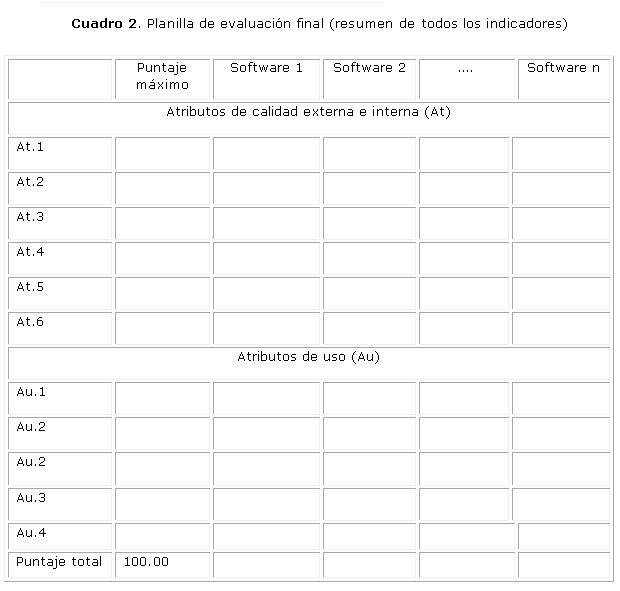 Cuadro 2. Planilla de evaluación final (resumen de todos los indicadores)
Puntaje máximo Software 1 Software 2 .... Software n
Atributos de calidad externa e interna (At)
At.1
At.2
At.3
At.4
At.5
At.6
Atributos de uso (Au)
Au.1
Au.2
Au.2
Au.3
Au.4
Puntaje total 100.00